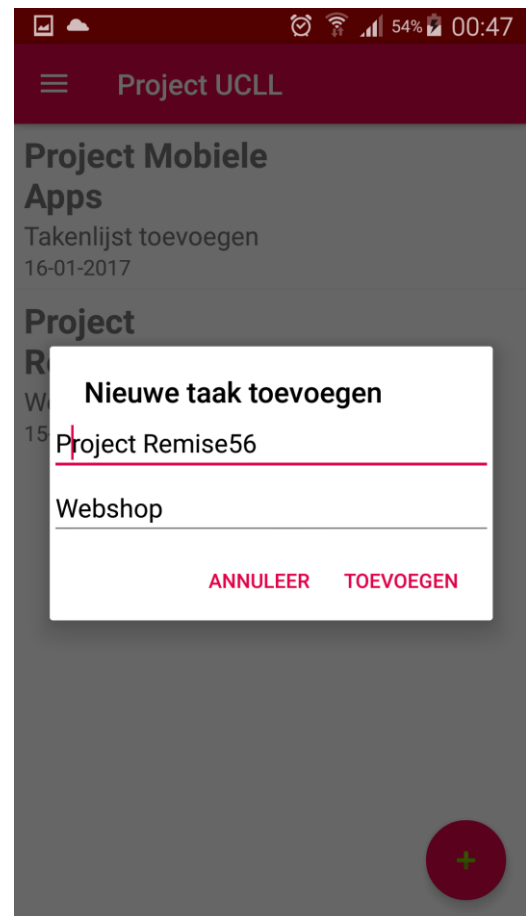 54% 00:47
Project UCLL
Project Mobiele
Apps
Takenlijst toevoegen
16-01-2017
Project
Nieuwe taak toevoegen
15
Project Remise56
Webshop
ANNULEER TOEVOEGEN
+